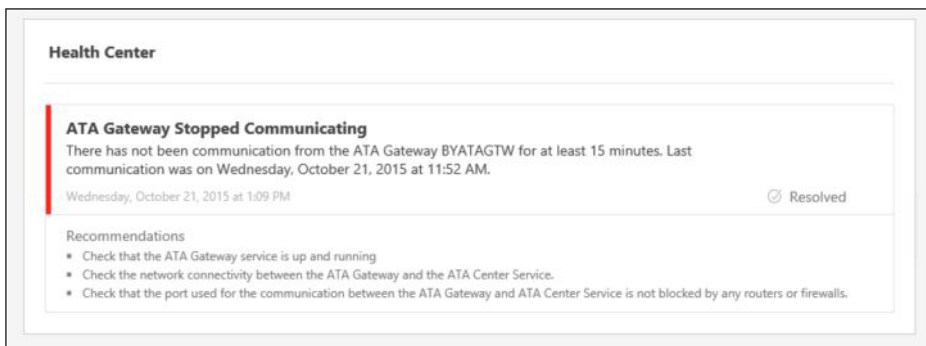 Health Center
ATA Gateway Stopped Communicating
There has not been communication from the ATA Gateway BYATAGTW for at least 15 minutes. Last
communication was on Wednesday, October 21, 2015 at 11:52 AM.
Wednesday, October 21, 2015 at 1:09 PM
Resolved
Recommendations
▪ Check that the ATA Gateway service is up and running
▪ Check the network connectivity between the ATA Gateway and the ATA Center Service.
▪ Check that the port used for the communication between the ATA Gateway and ATA Center Service is not blocked by any routers or firewalls.